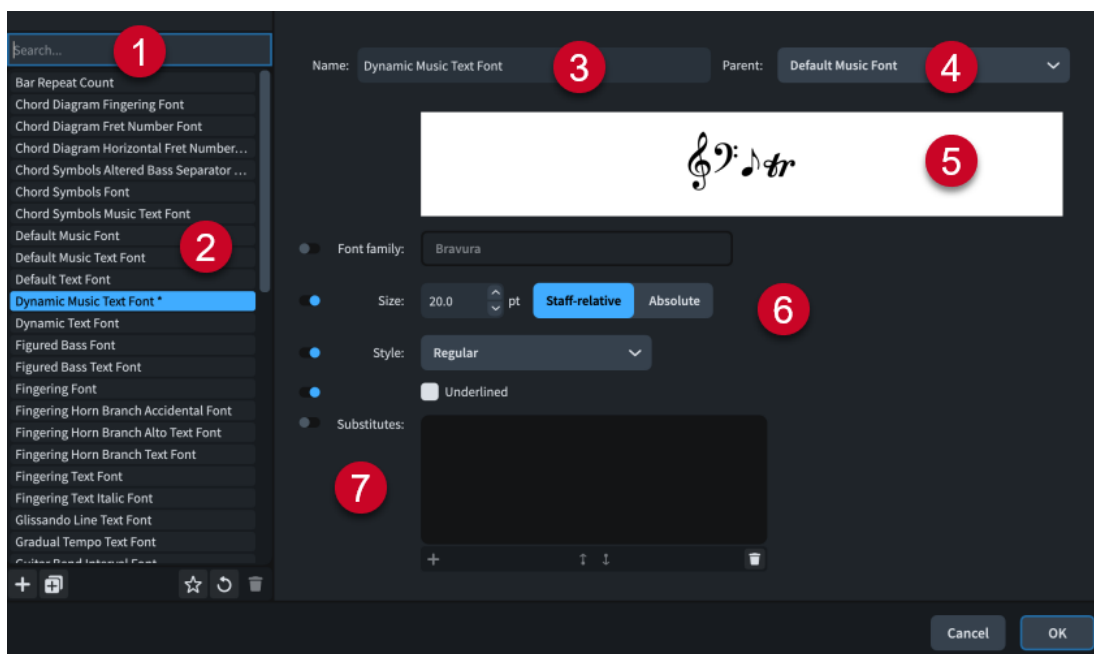 Search...
1
Bar Repeat Count
Chord Diagram Fingering Font
Chord Diagram Fret Number Font
Chord Diagram Horizontal Fret Number...
Chord Symbols Altered Bass Separator ...
Chord Symbols Font
Chord Symbols Music Text Font
Default Music Font
2
Default Music Text Font
Default Text Font
Dynamic Music Text Font *
Dynamic Text Font
Figured Bass Font
Figured Bass Text Font
Fingering Font
Fingering Horn Branch Accidental Font
Fingering Horn Branch Alto Text Font
Fingering Horn Branch Text Font
Fingering Text Font
Fingering Text Italic Font
Glissando Line Text Font
Gradual Tempo Text Font
Guitar Bend Interval Font
Name: Dynamic Music Text Font 3
Parent: Default Music Font 4
tr
5
Font family: Bravura
Size: 20.0 pt Staff-relative Absolute
6
Style: Regular
Underlined
Substitutes:
7
Cancel OK